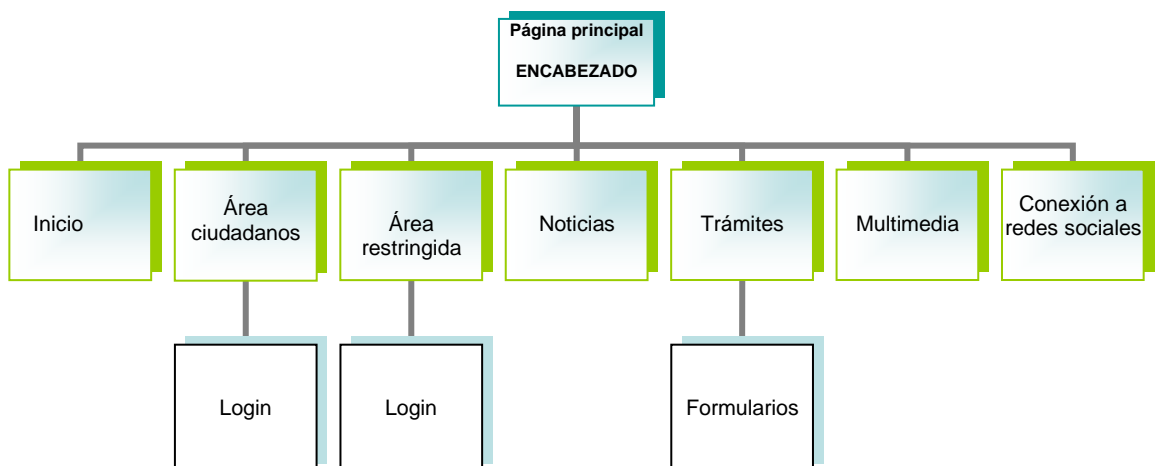 Página principal
ENCABEZADO
Inicio
Área
ciudadanos
Área
restringida
Noticias
Trámites
Multimedia
Conexión a
redes sociales
Login
Login
Formularios